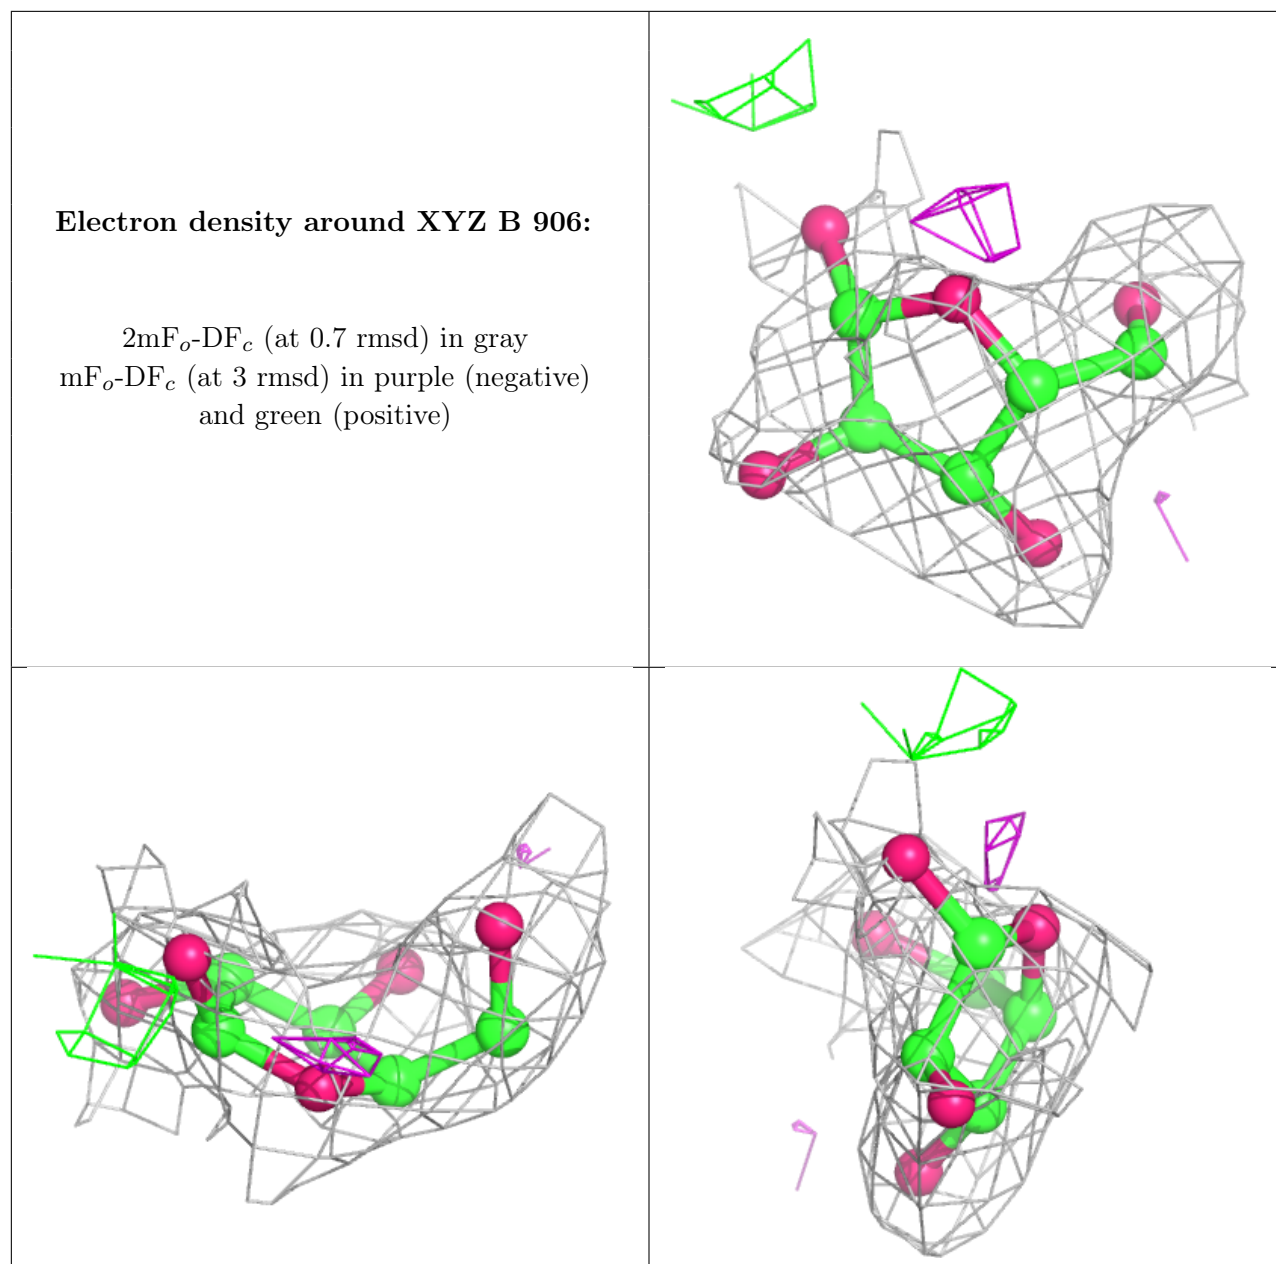 Electron density around XYZ B 906:
2mFo-DFc (at 0.7 rmsd) in gray
mFo-DFc (at 3 rmsd) in purple (negative)
and green (positive)